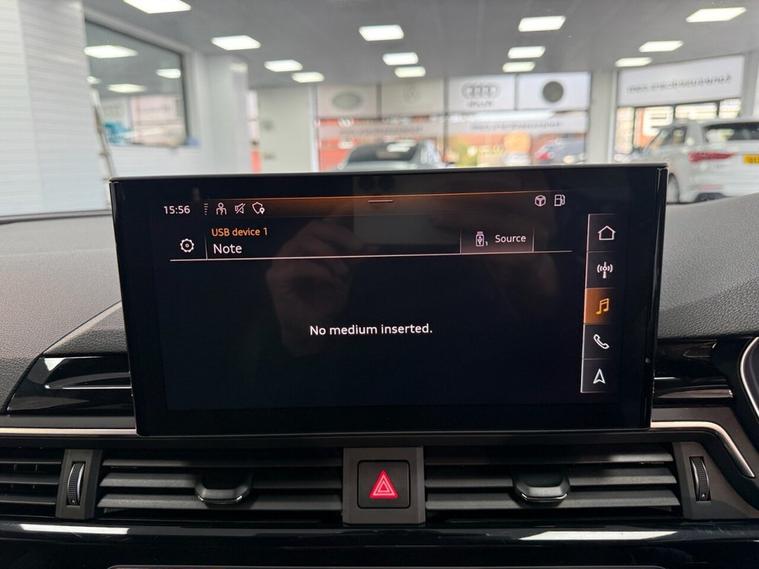 15:56
USB device 1
Note
Source
No medium inserted.